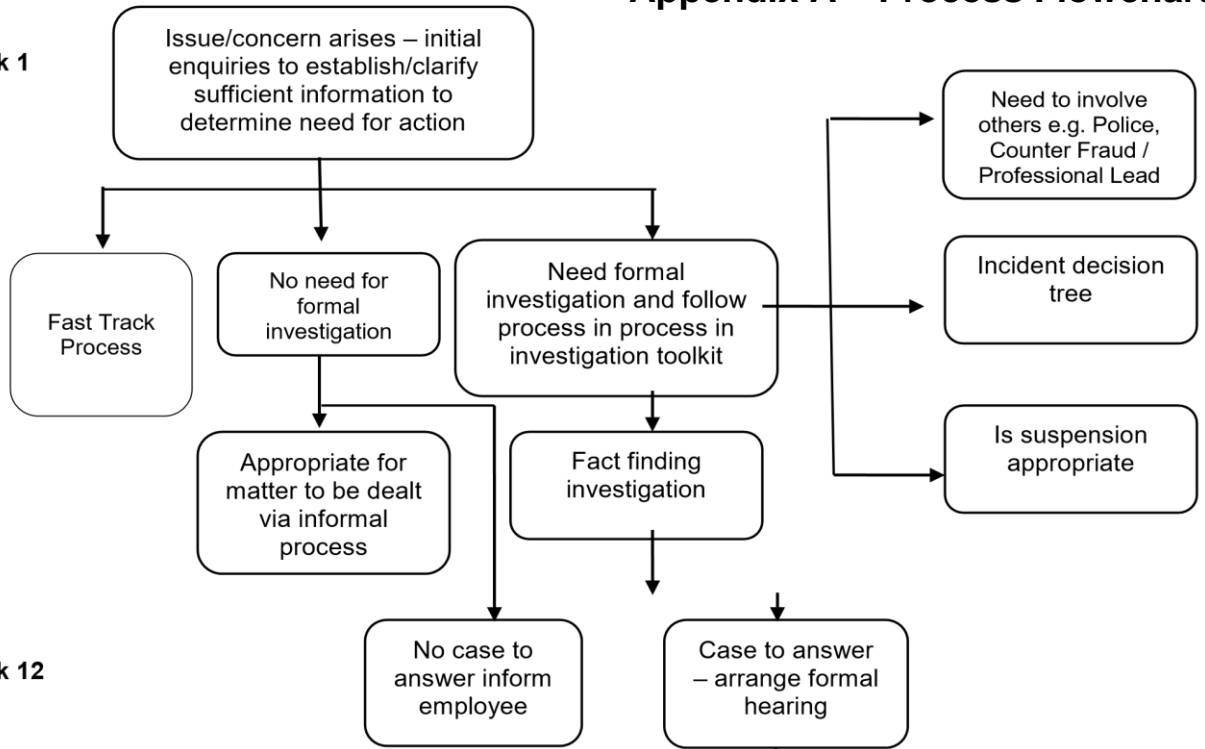 Appendix A – Process Flowchar
k 1
Issue/concern arises – initial
enquiries to establish/clarify
sufficient information to
determine need for action
Need to involve
others e.g. Police,
Counter Fraud /
Professional Lead
Fast Track
Process
No need for
formal
investigation
Need formal
investigation and follow
process in process in
investigation toolkit
Incident decision
tree
Appropriate for
matter to be dealt
via informal
process
Fact finding
investigation
Is suspension
appropriate
k 12
No case to
answer inform
employee
Case to answer
– arrange formal
hearing